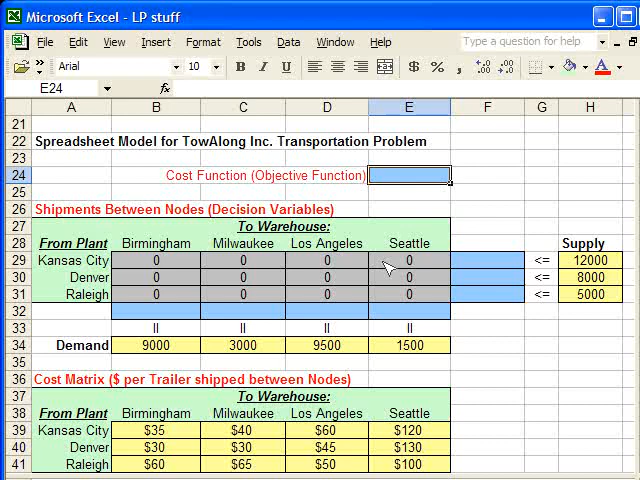 Microsoft Excel - LP stuff
File Edit View Insert Format Tools Data Window Help Type a question for help
Arial 10 B I U $ % , .00 .0 A
E24 fx
A B C D E F G H
21
22 Spreadsheet Model for TowAlong Inc. Transportation Problem
23
24 Cost Function (Objective Function)
25
26 Shipments Between Nodes (Decision Variables)
27 To Warehouse:
28 From Plant Birmingham Milwaukee Los Angeles Seattle Supply
29 Kansas City 0 0 0 0 <= 12000
30 Denver 0 0 0 0 <= 8000
31 Raleigh 0 0 0 0 <= 5000
32
33 = = = =
34 Demand 9000 3000 9500 1500
35
36 Cost Matrix ($ per Trailer shipped between Nodes)
37 To Warehouse:
38 From Plant Birmingham Milwaukee Los Angeles Seattle
39 Kansas City $35 $40 $60 $120
40 Denver $30 $30 $45 $130
41 Raleigh $60 $65 $50 $100